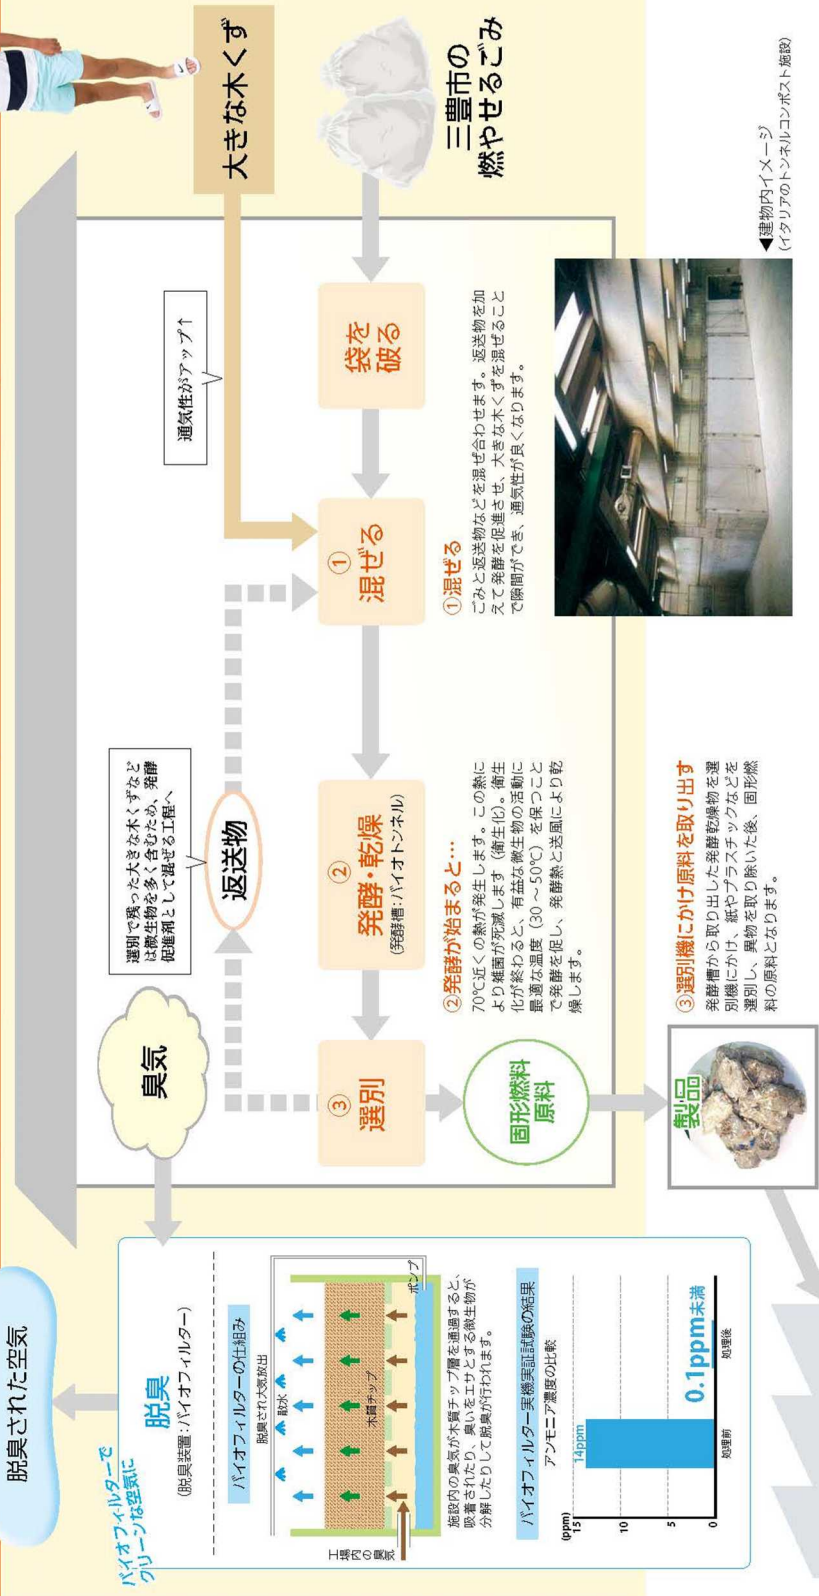 脱臭された空気
バイオフィルターで
クリーンな空気に
脱臭
(脱臭装置：バイオフィルター)
バイオフィルターの仕組み
脱臭され大気放出
散水
木質チップ
ポンプ
工場内の臭気
施設内の臭気が木質チップ層を通過すると、
吸着されたり、臭いをエサとする微生物が
分解したりして脱臭が行われます。
バイオフィルター実機実証試験の結果
アンモニア濃度の比較
(ppm)
15
10
5
0
14ppm
0.1ppm未満
処理前
処理後
臭気
選別で残った大きな木くずなど
は微生物を多く含むため、発酵
促進剤として混ぜる工程へ
返送物
通気性がアップ↑
大きな木くず
三豊市の
燃やせるごみ
袋を
破る
①
混ぜる
②
発酵・乾燥
(発酵槽：バイオトンネル)
③
選別
固形燃料
原料
製品
①混ぜる
ごみと返送物などを混ぜ合わせます。返送物を加
えて発酵を促進させ、大きな木くずを混ぜること
で隙間ができ、通気性が良くなります。
②発酵が始まると…
70℃近くの熱が発生します。この熱に
より雑菌が死滅します（衛生化）。衛生
化が終わると、有益な微生物の活動に
最適な温度（30～50℃）を保つこと
で発酵を促し、発酵熱と送風により乾
燥します。
③選別機にかけ原料を取り出す
発酵槽から取り出した発酵乾燥物を選
別機にかけ、紙やプラスチックなどを
選別し、異物を取り除いた後、固形燃
料の原料となります。
◀建物内イメージ
(イタリアのトンネルコンポスト施設)